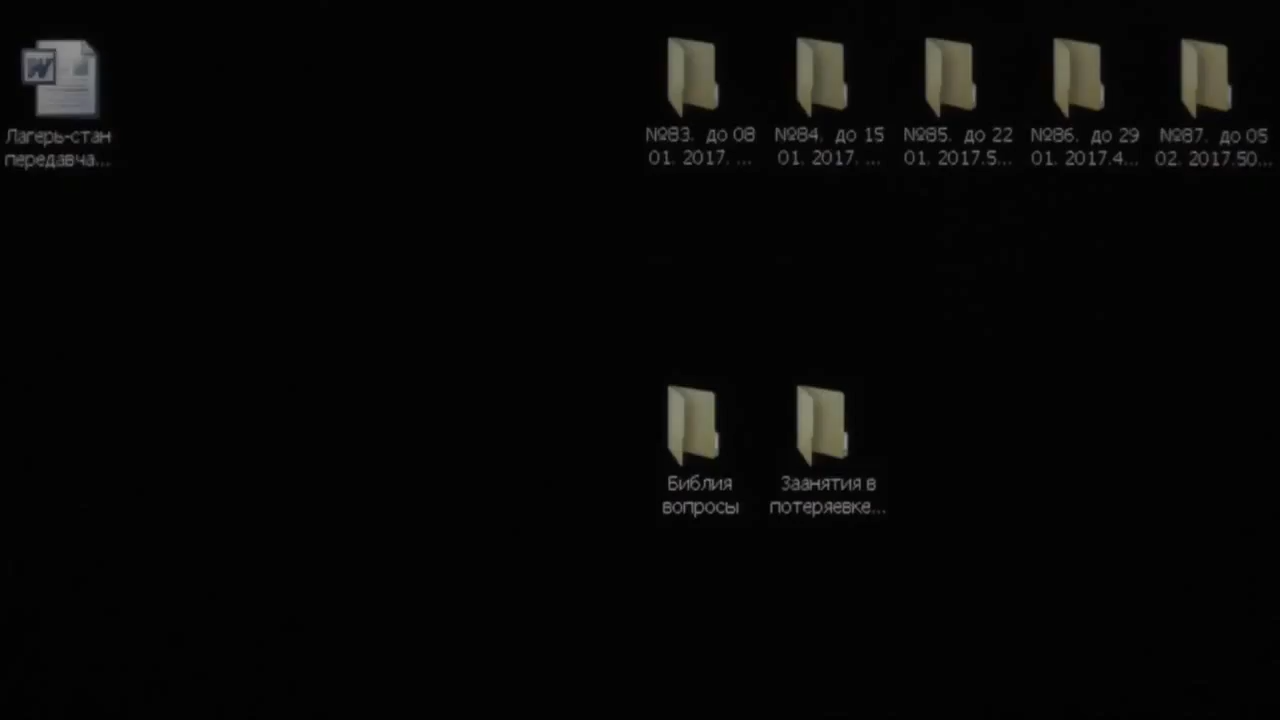 Лагерь-стан
передавча...
№83. до 08
01. 2017. ...
№84. до 15
01. 2017. ...
№85. до 22
01. 2017.5...
№86. до 29
01. 2017.4...
№87. до 05
02. 2017.50...
Библия
вопросы
Заанятия в
потеряевке...